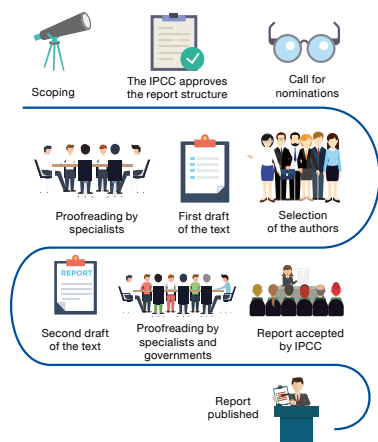 Scoping
The IPCC approves
the report structure
Call for
nominations
Proofreading by
specialists
First draft
of the text
Selection
of the authors
REPORT
Second draft
of the text
Proofreading by
specialists and
governments
Report accepted
by IPCC
Report
published